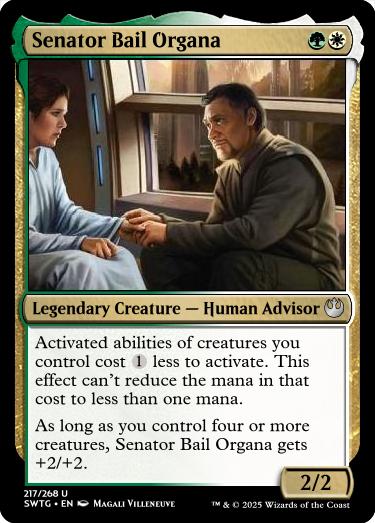 Senator Bail Organa
Legendary Creature — Human Advisor
Activated abilities of creatures you
control cost 1 less to activate. This
effect can't reduce the mana in that
cost to less than one mana.
As long as you control four or more
creatures, Senator Bail Organa gets
+2/+2.
2/2
217/268 U
SWTG • EN Magali Villeneuve
™ & © 2025 Wizards of the Coast